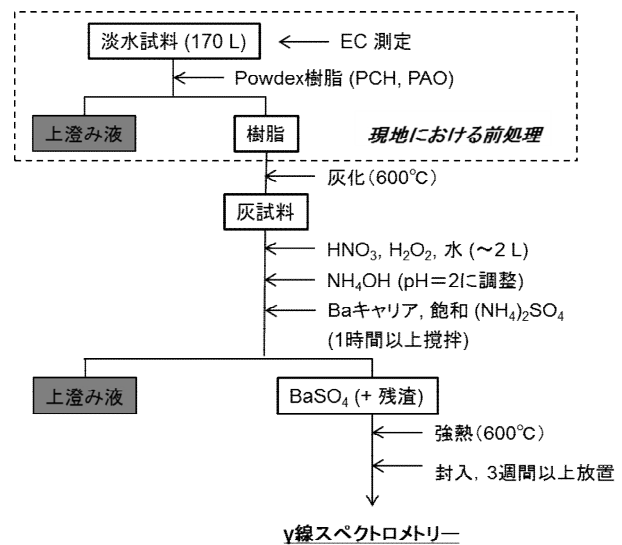 淡水試料 (170 L)
EC 測定
Powdex樹脂 (PCH, PAO)
上澄み液
樹脂
現地における前処理
灰化（600℃）
灰試料
HNO3, H2O2, 水 (～2 L)
NH4OH (pH＝2に調整)
Baキャリア, 飽和 (NH4)2SO4
(1時間以上撹拌)
上澄み液
BaSO4 (+ 残渣)
強熱（600℃）
封入, 3週間以上放置
γ線スペクトロメトリー